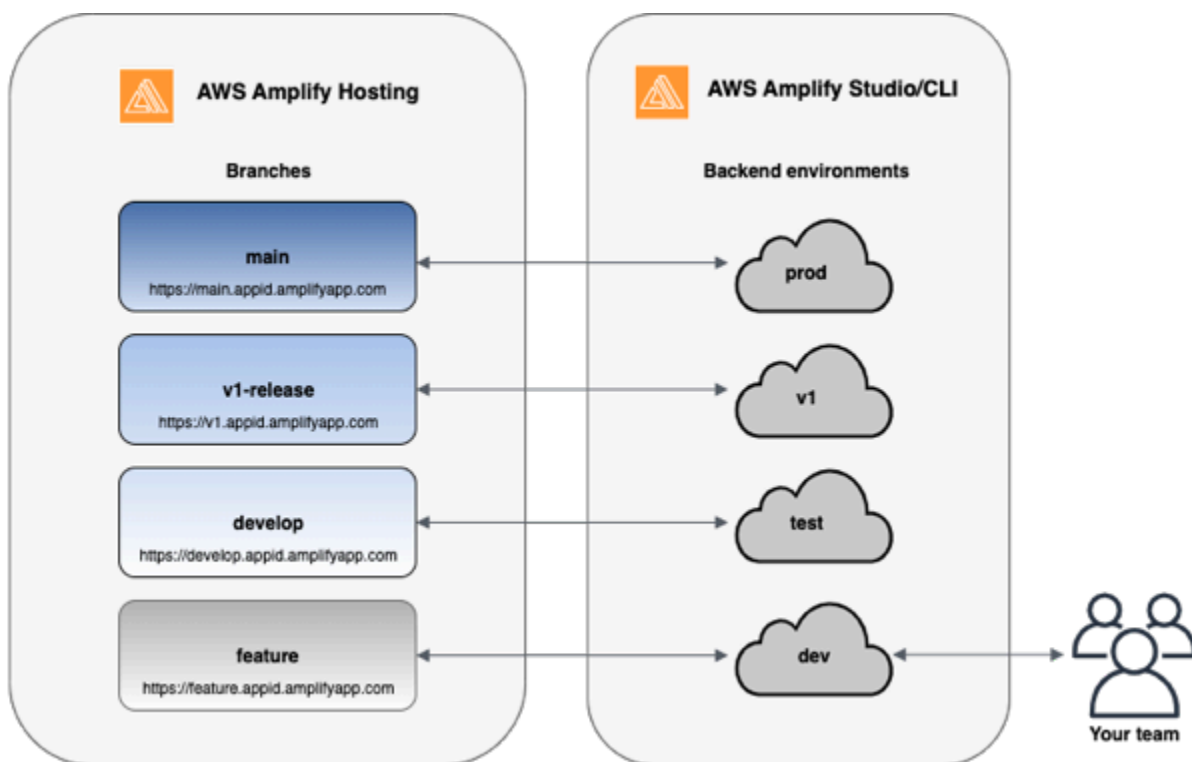 AWS Amplify Hosting
Branches
main
https://main.appid.amplifyapp.com
v1-release
https://v1.appid.amplifyapp.com
develop
https://develop.appid.amplifyapp.com
feature
https://feature.appid.amplifyapp.com
AWS Amplify Studio/CLI
Backend environments
prod
v1
test
dev
Your team